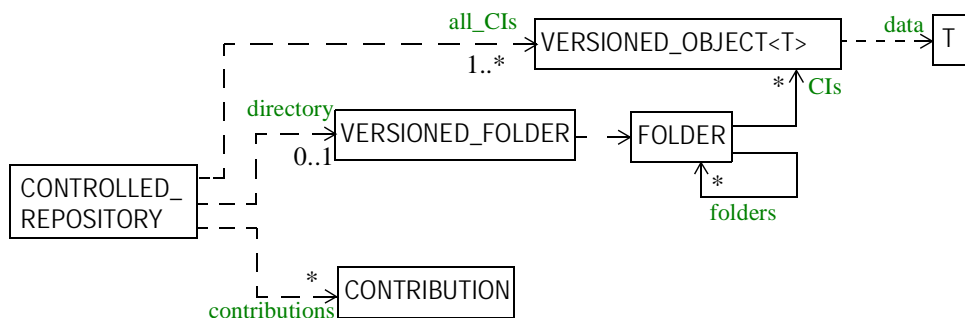 all_CIs
VERSIONED_OBJECT<T>
data
T
1..*
*
CIs
directory
VERSIONED_FOLDER
FOLDER
0..1
*
folders
CONTROLLED_
REPOSITORY
*
CONTRIBUTION
contributions